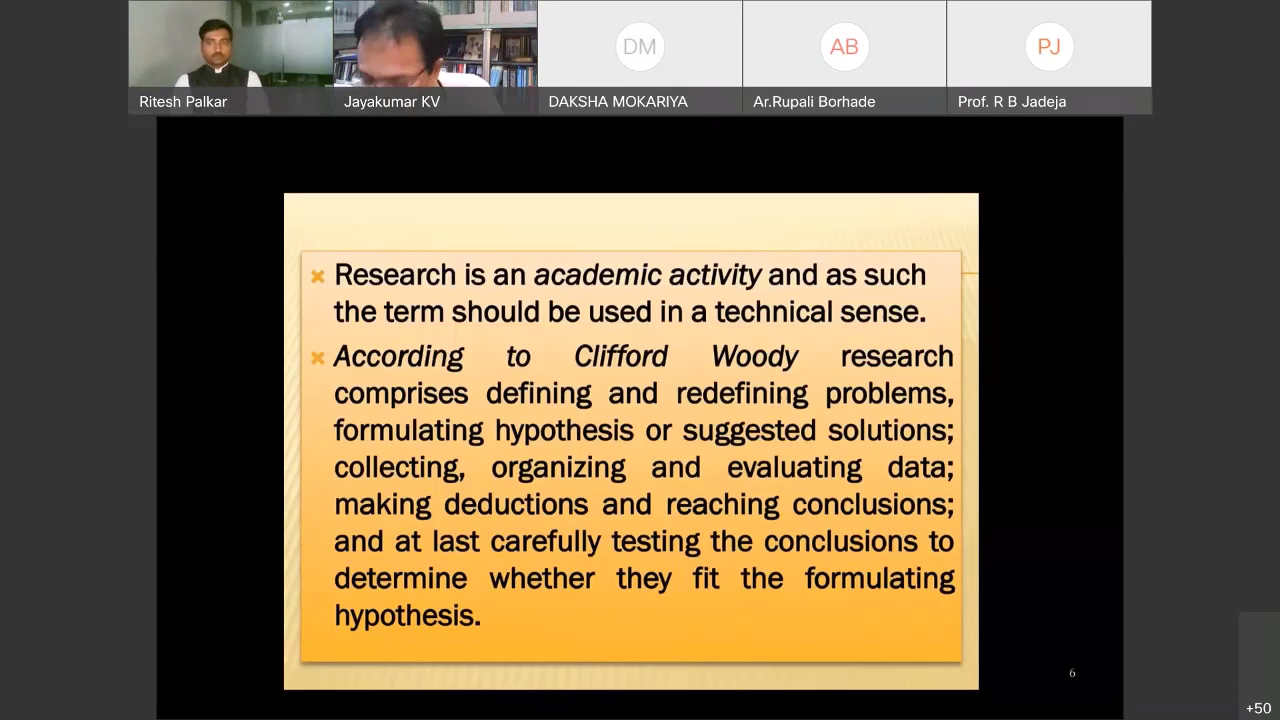 Ritesh Palkar
Jayakumar KV
DM
DAKSHA MOKARIYA
AB
Ar.Rupali Borhade
PJ
Prof. R B Jadeja
Research is an academic activity and as such
the term should be used in a technical sense.
According to Clifford Woody research
comprises defining and redefining problems,
formulating hypothesis or suggested solutions;
collecting, organizing and evaluating data;
making deductions and reaching conclusions;
and at last carefully testing the conclusions to
determine whether they fit the formulating
hypothesis.
6
+50